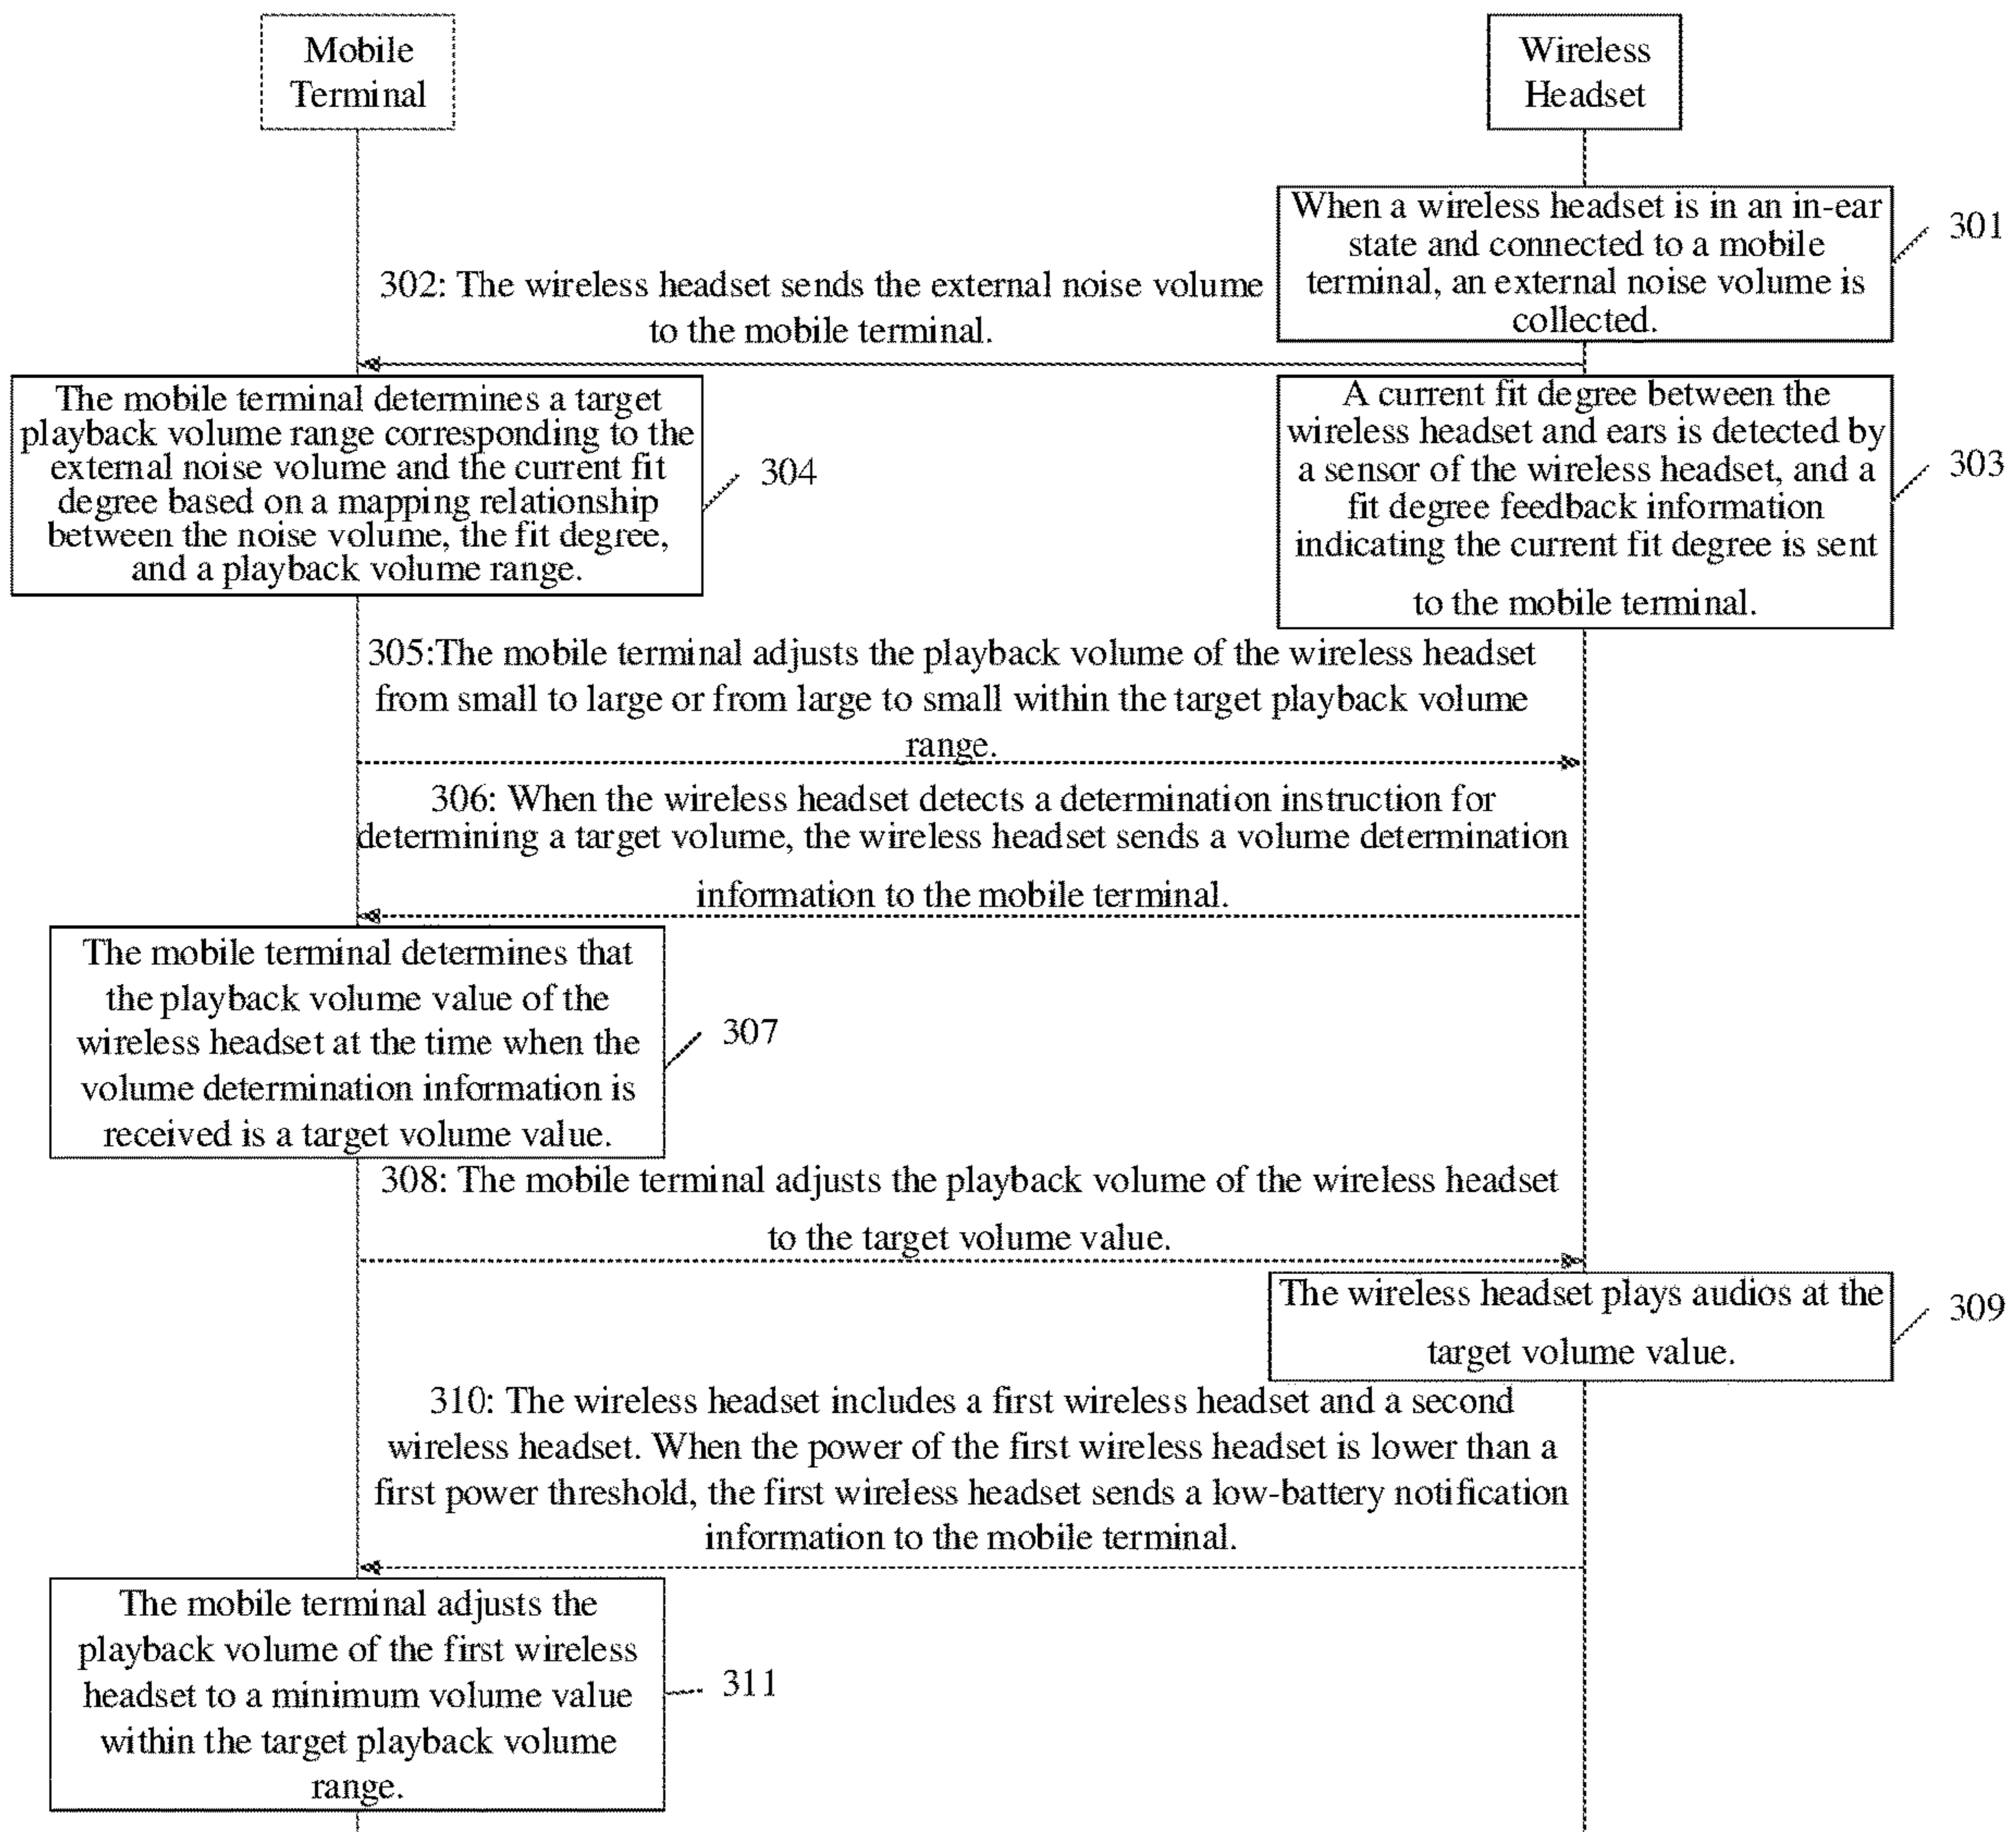 Mobile
Terminal
Wireless
Headset
When a wireless headset is in an in-ear
state and connected to a mobile
terminal, an external noise volume is
collected.
301
302: The wireless headset sends the external noise volume
to the mobile terminal.
A current fit degree between the
wireless headset and ears is detected by
a sensor of the wireless headset, and a
fit degree feedback information
indicating the current fit degree is sent
to the mobile terminal.
303
The mobile terminal determines a target
playback volume range corresponding to the
external noise volume and the current fit
degree based on a mapping relationship
between the noise volume, the fit degree,
and a playback volume range.
304
305:The mobile terminal adjusts the playback volume of the wireless headset
from small to large or from large to small within the target playback volume
range.
306: When the wireless headset detects a determination instruction for
determining a target volume, the wireless headset sends a volume determination
information to the mobile terminal.
The mobile terminal determines that
the playback volume value of the
wireless headset at the time when the
volume determination information is
received is a target volume value.
307
308: The mobile terminal adjusts the playback volume of the wireless headset
to the target volume value.
The wireless headset plays audios at the
target volume value.
309
310: The wireless headset includes a first wireless headset and a second
wireless headset. When the power of the first wireless headset is lower than a
first power threshold, the first wireless headset sends a low-battery notification
information to the mobile terminal.
The mobile terminal adjusts the
playback volume of the first wireless
headset to a minimum volume value
within the target playback volume
range.
311